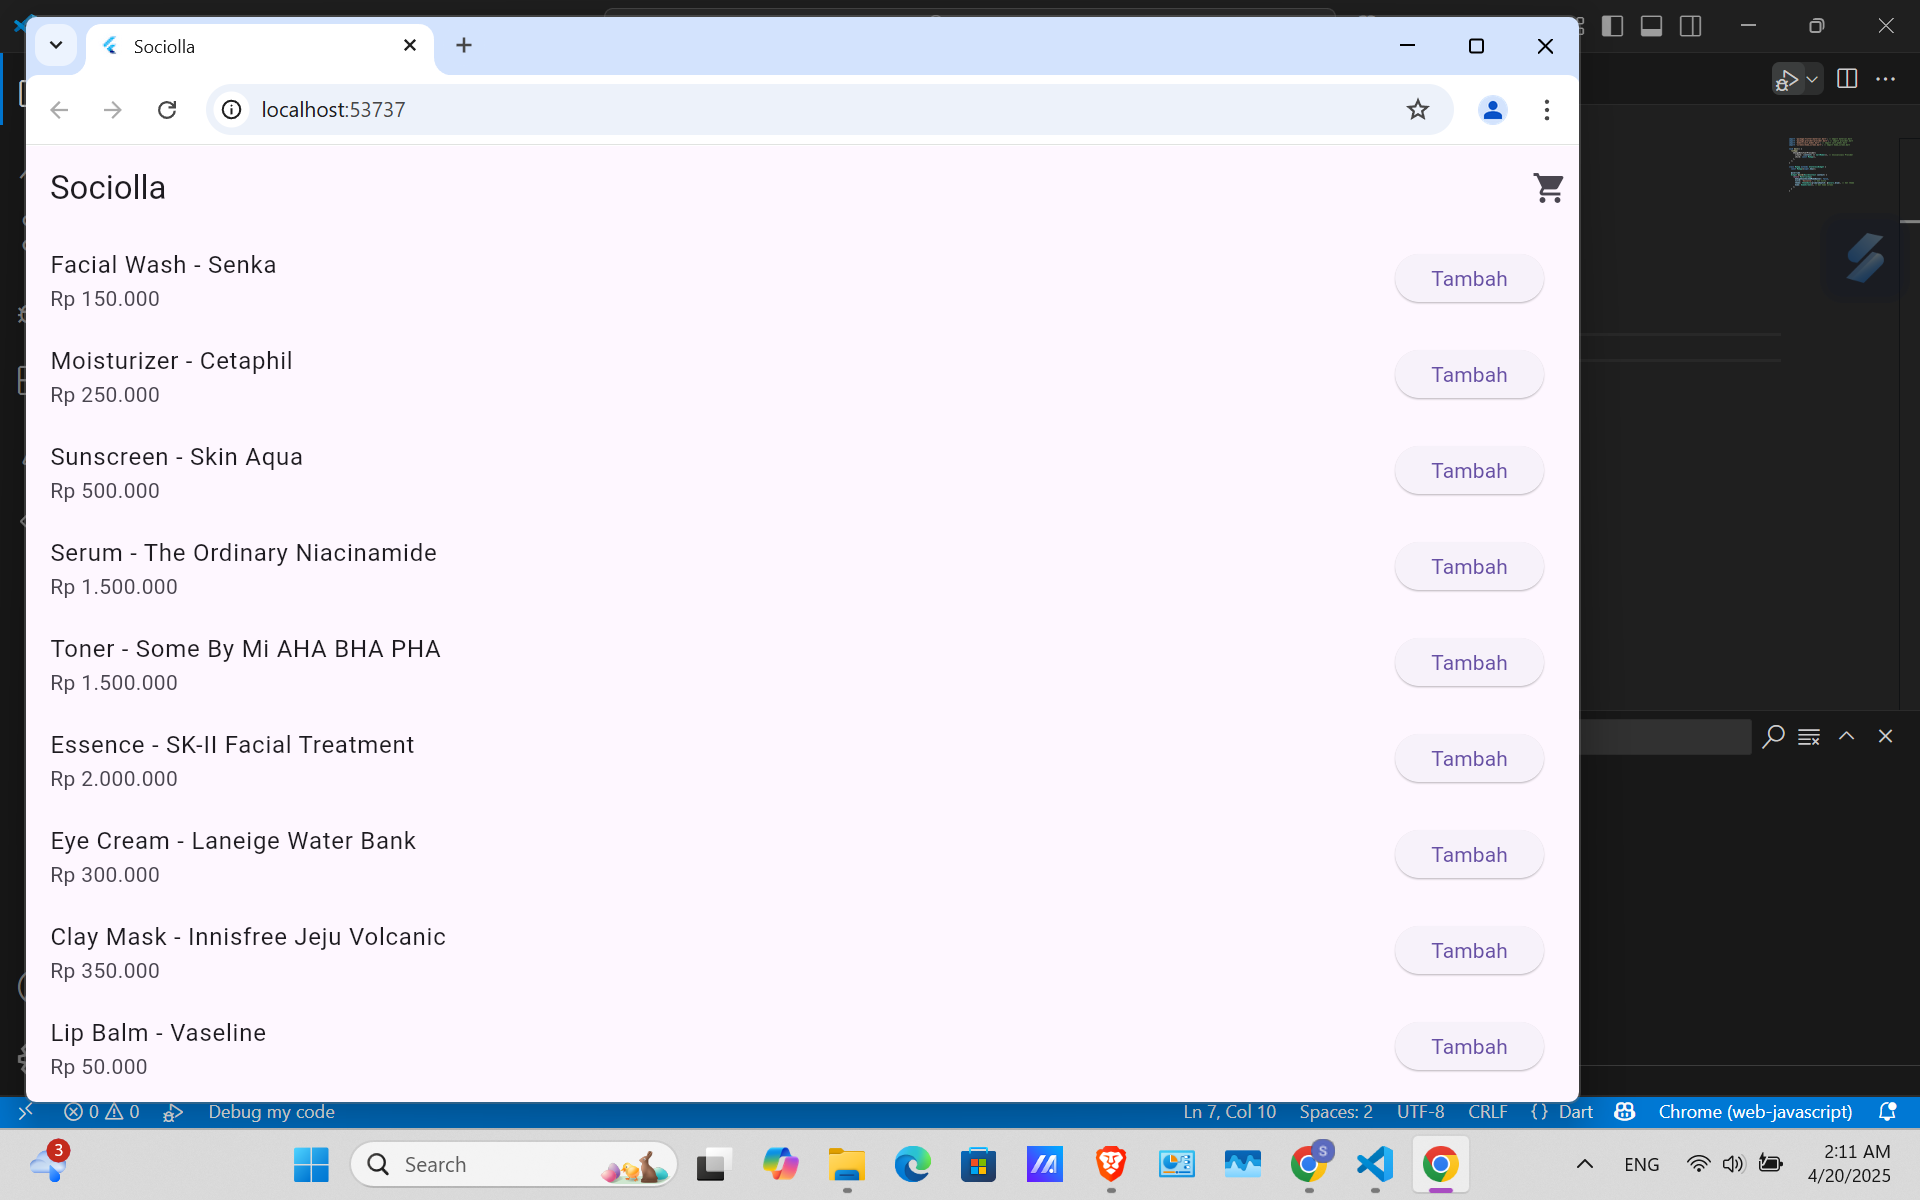 Sociolla
localhost:53737
Sociolla
Facial Wash - Senka
Rp 150.000
Tambah
Moisturizer - Cetaphil
Rp 250.000
Tambah
Sunscreen - Skin Aqua
Rp 500.000
Tambah
Serum - The Ordinary Niacinamide
Rp 1.500.000
Tambah
Toner - Some By Mi AHA BHA PHA
Rp 1.500.000
Tambah
Essence - SK-II Facial Treatment
Rp 2.000.000
Tambah
Eye Cream - Laneige Water Bank
Rp 300.000
Tambah
Clay Mask - Innisfree Jeju Volcanic
Rp 350.000
Tambah
Lip Balm - Vaseline
Rp 50.000
Tambah
0 0 Debug my code Ln 7, Col 10 Spaces: 2 UTF-8 CRLF {} Dart Chrome (web-javascript)
3
Search
S
ENG
2:11 AM
4/20/2025